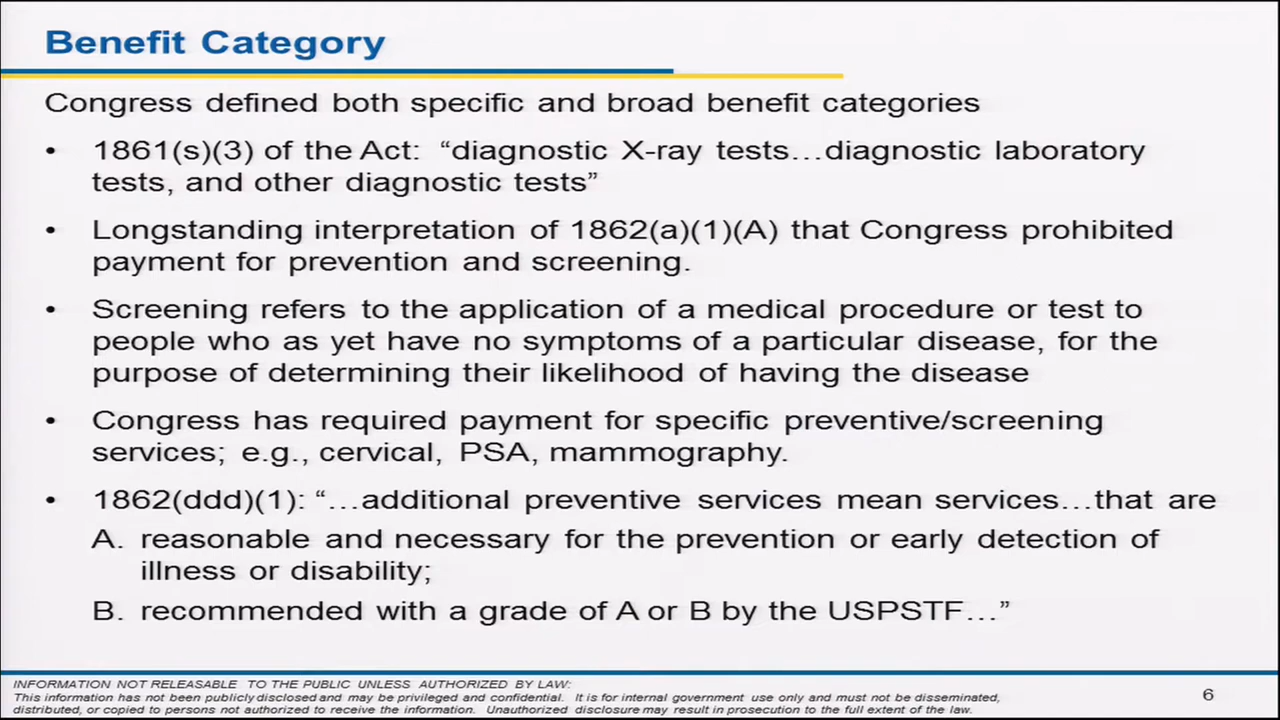 Benefit Category
Congress defined both specific and broad benefit categories
• 1861(s)(3) of the Act: “diagnostic X-ray tests…diagnostic laboratory
tests, and other diagnostic tests”
• Longstanding interpretation of 1862(a)(1)(A) that Congress prohibited
payment for prevention and screening.
• Screening refers to the application of a medical procedure or test to
people who as yet have no symptoms of a particular disease, for the
purpose of determining their likelihood of having the disease
• Congress has required payment for specific preventive/screening
services; e.g., cervical, PSA, mammography.
• 1862(ddd)(1): “…additional preventive services mean services…that are
A. reasonable and necessary for the prevention or early detection of
illness or disability;
B. recommended with a grade of A or B by the USPSTF…”
INFORMATION NOT RELEASABLE TO THE PUBLIC UNLESS AUTHORIZED BY LAW:
This information has not been publicly disclosed and may be privileged and confidential. It is for internal government use only and must not be disseminated,
distributed, or copied to persons not authorized to receive the information. Unauthorized disclosure may result in prosecution to the full extent of the law.
6